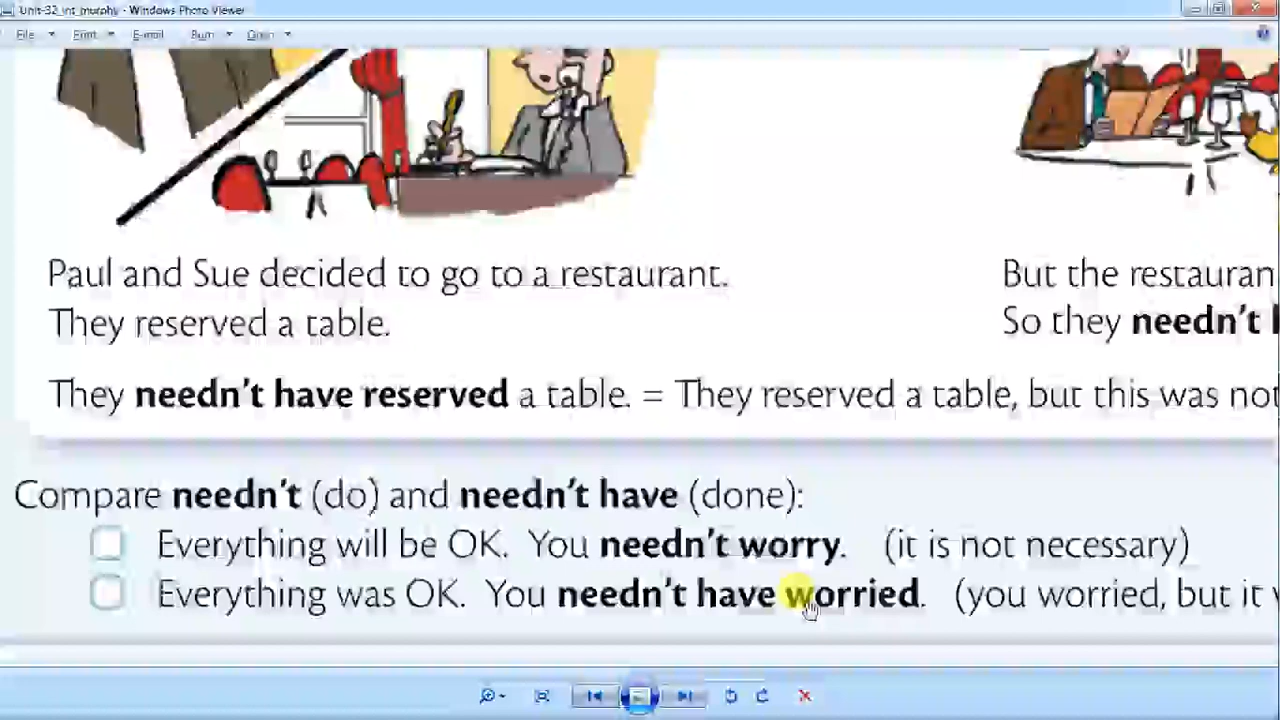 Unit-32_int_murphy - Windows Photo Viewer
File Print E-mail Burn Open
Paul and Sue decided to go to a restaurant.
They reserved a table.
But the restauran
So they needn't
They needn't have reserved a table. = They reserved a table, but this was not
Compare needn't (do) and needn't have (done):
Everything will be OK. You needn't worry. (it is not necessary)
Everything was OK. You needn't have worried. (you worried, but it